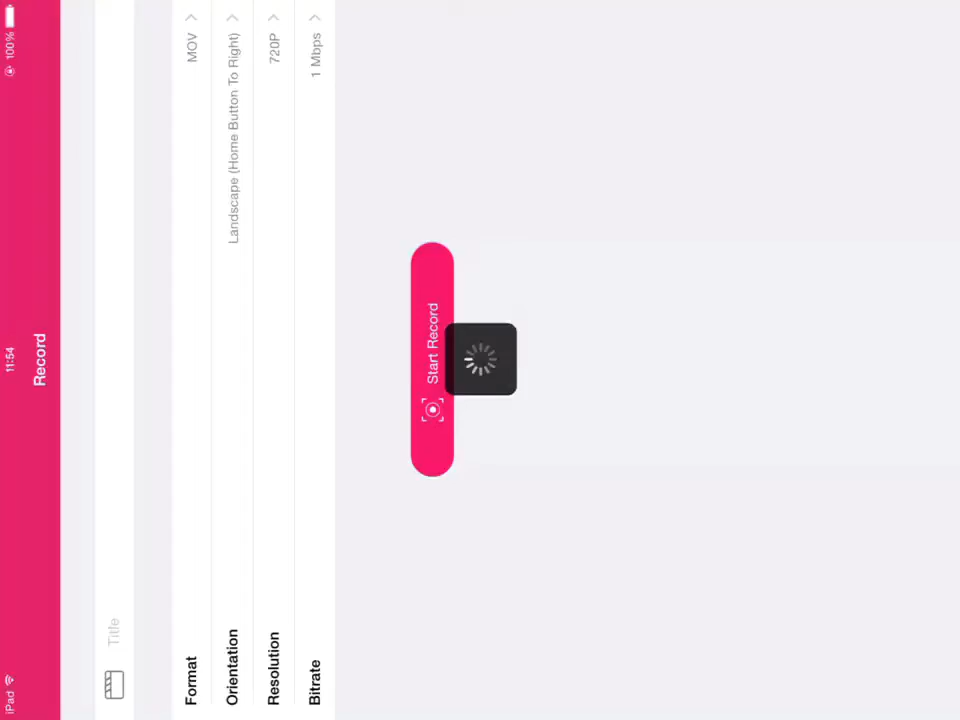 iPad 11:54 100%
Record
Title
Format MOV
Orientation Landscape (Home Button To Right)
Resolution 720P
Bitrate 1 Mbps
Start Record